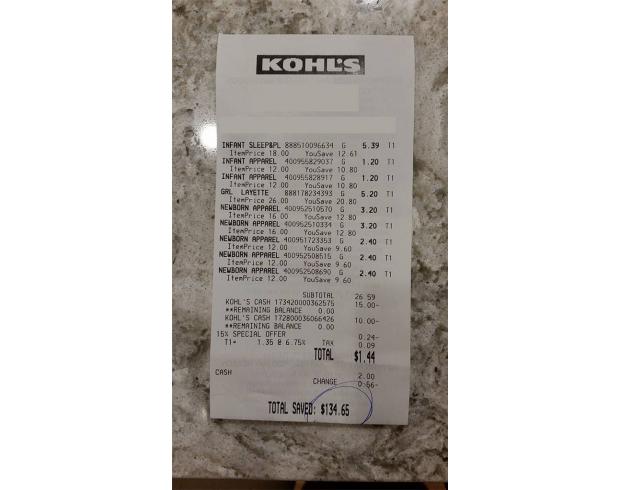 KOHL'S
INFANT SLEEP&PL 888510096634 G 5.39 T1
ItemPrice 18.00 YouSave 12.61
INFANT APPAREL 400955829037 G 1.20 T1
ItemPrice 12.00 YouSave 10.80
INFANT APPAREL 400955828917 G 1.20 T1
ItemPrice 12.00 YouSave 10.80
GRL LAYETTE 888178234393 G 5.20 T1
ItemPrice 26.00 YouSave 20.80
NEWBORN APPAREL 400952510570 G 3.20 T1
ItemPrice 16.00 YouSave 12.80
NEWBORN APPAREL 400952510334 G 3.20 T1
ItemPrice 16.00 YouSave 12.80
NEWBORN APPAREL 400951723353 G 2.40 T1
ItemPrice 12.00 YouSave 9.60
NEWBORN APPAREL 400952508515 G 2.40 T1
ItemPrice 12.00 YouSave 9.60
NEWBORN APPAREL 400952508690 G 2.40 T1
ItemPrice 12.00 YouSave 9.60
SUBTOTAL 26.59
KOHL'S CASH 173420000362575 15.00-
**REMAINING BALANCE 0.00
KOHL'S CASH 172800036066426 10.00-
**REMAINING BALANCE 0.00
15% SPECIAL OFFER 0.24-
T1= 1.35 @ 6.75% TAX 0.09
TOTAL $1.44
CASH 2.00
CHANGE 0.56-
TOTAL SAVED: $134.65